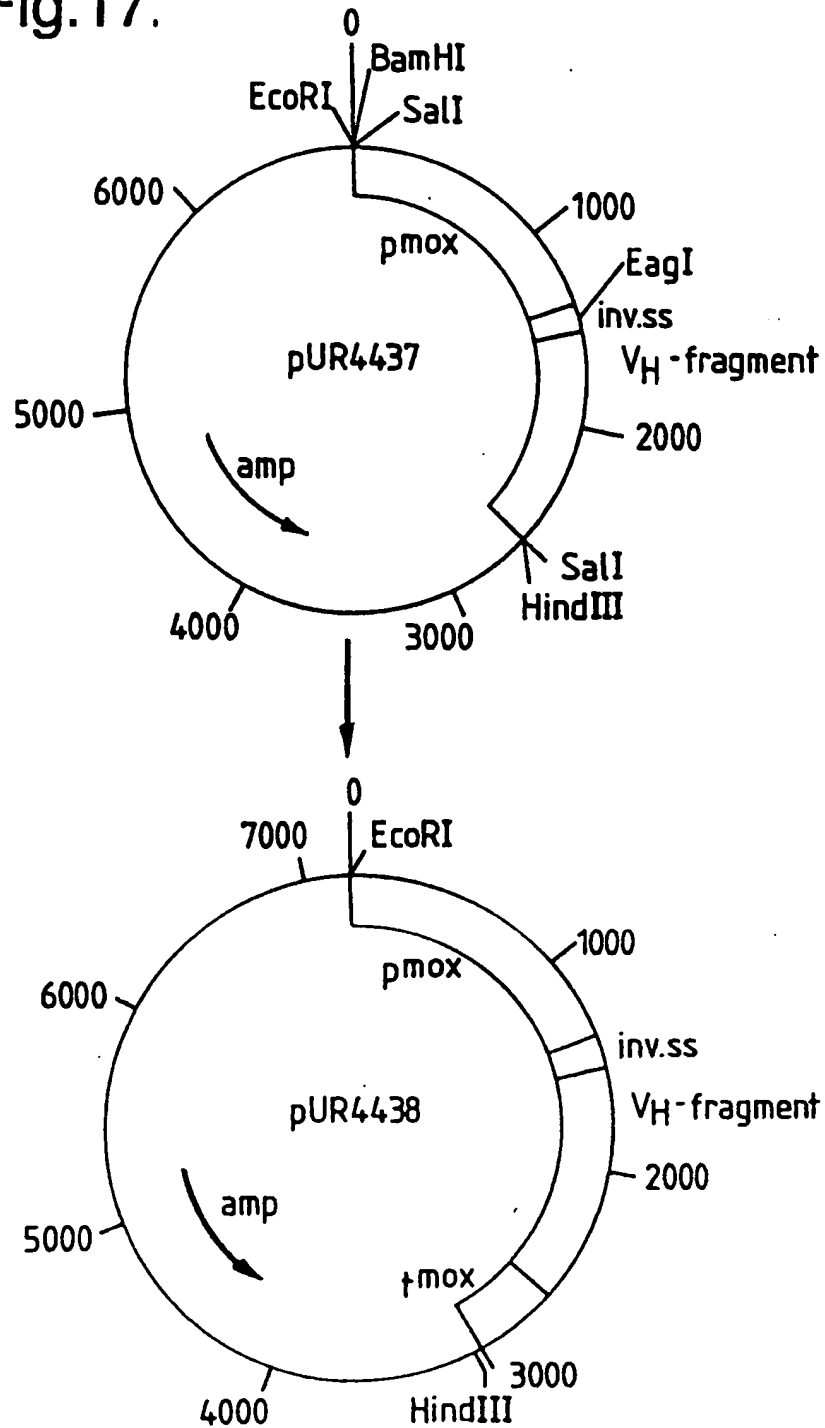 Fig.17.
0
BamHI
EcoRI
SalI
6000
1000
pmox
EagI
inv.ss
pUR4437
VH-fragment
5000
2000
amp
SalI
HindIII
4000
3000
0
7000
EcoRI
1000
pmox
6000
inv.ss
pUR4438
VH-fragment
2000
amp
5000
tmox
3000
HindIII
4000